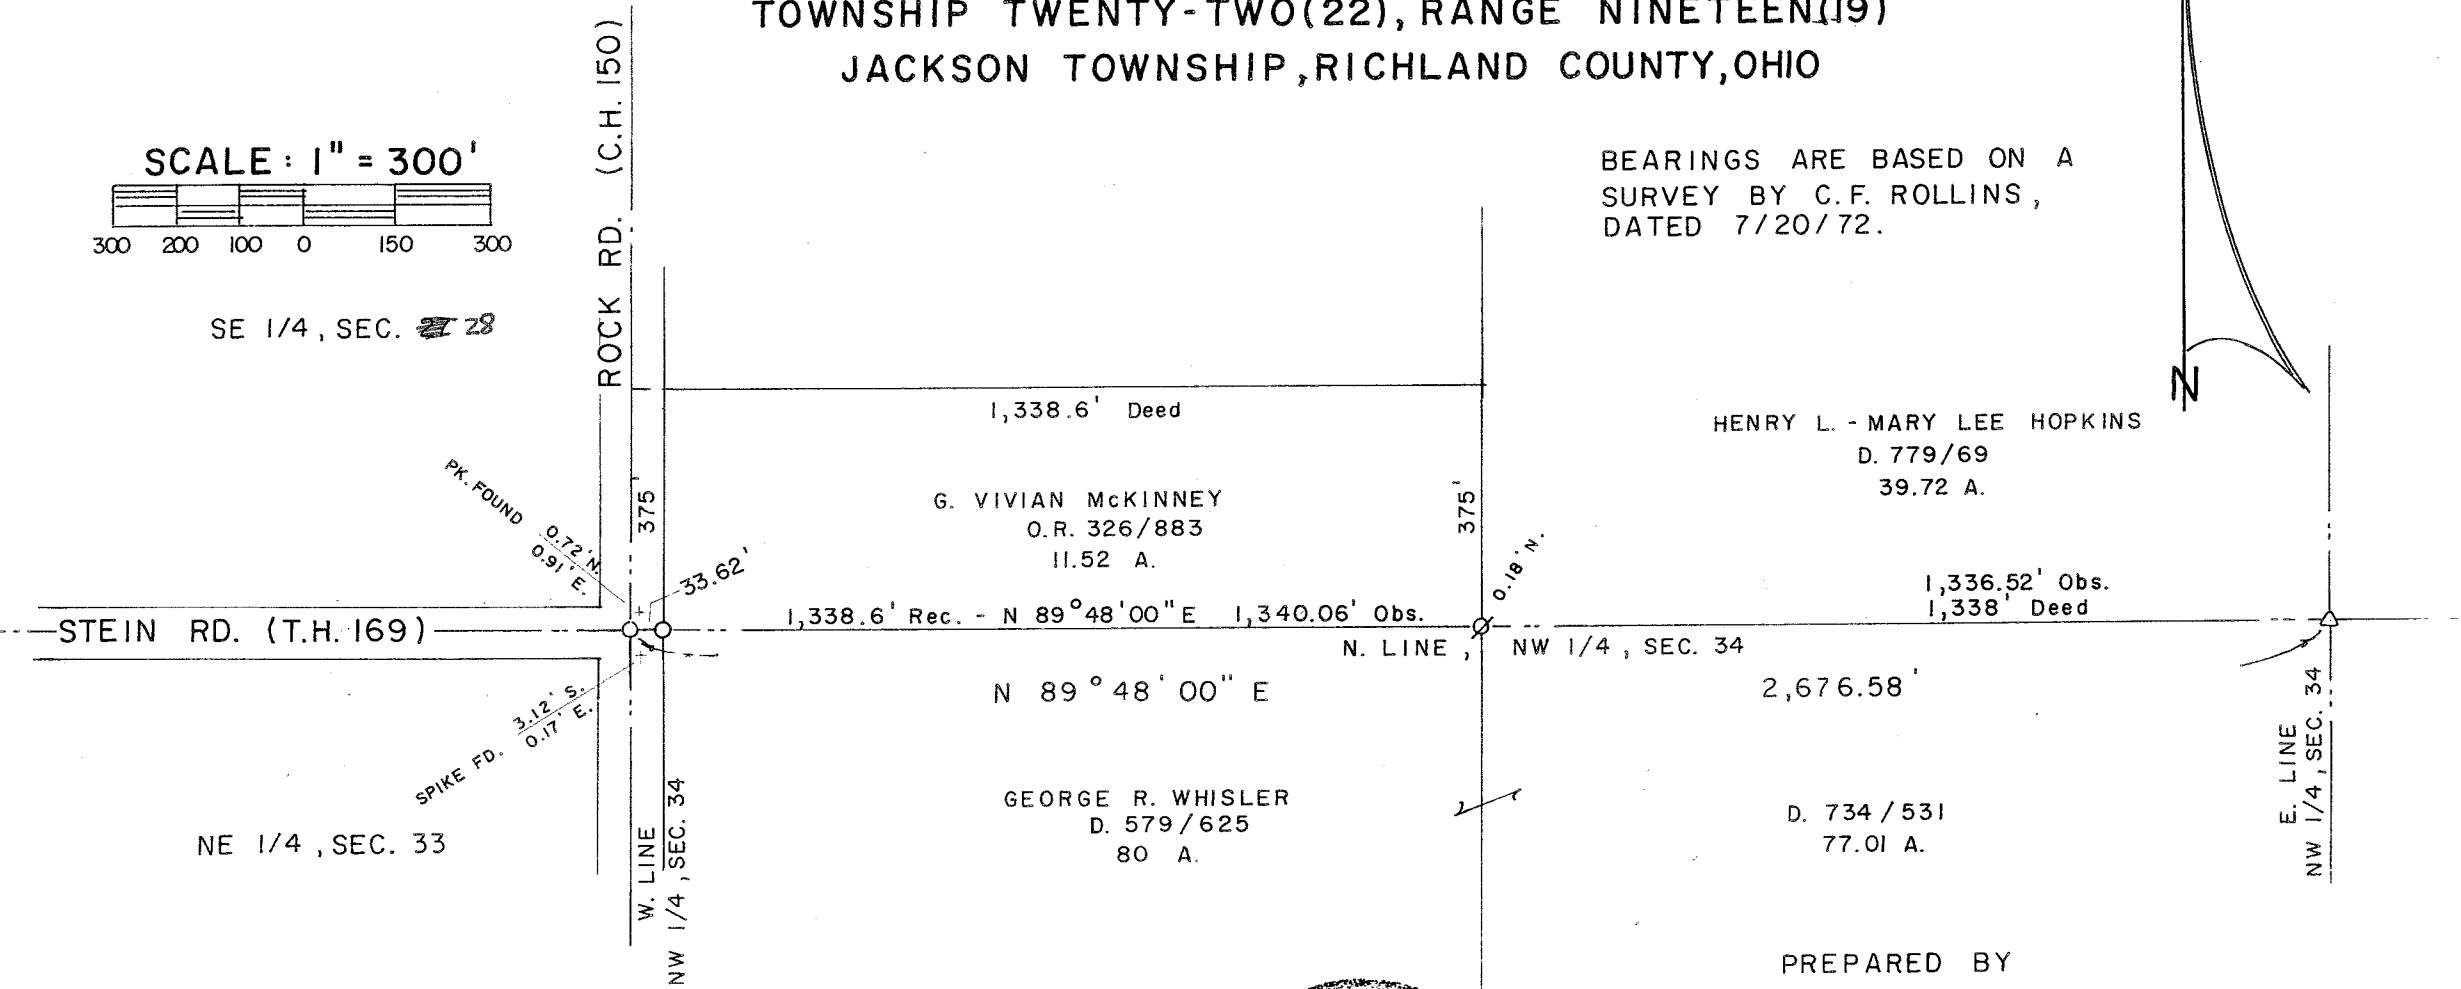 TOWNSHIP TWENTY-TWO(22), RANGE NINETEEN(19)
JACKSON TOWNSHIP, RICHLAND COUNTY, OHIO
SCALE: 1" = 300'
300 200 100 0 150 300
BEARINGS ARE BASED ON A
SURVEY BY C.F. ROLLINS,
DATED 7/20/72.
ROCK RD. (C.H. 150)
SE 1/4, SEC. 28
N
1,338.6' Deed
HENRY L. - MARY LEE HOPKINS
D. 779/69
39.72 A.
375'
G. VIVIAN McKINNEY
O.R. 326/883
11.52 A.
375'
PK. FOUND 0.72' N.
0.91' E.
33.62'
0.18' N.
1,336.52' Obs.
1,338' Deed
1,338.6' Rec. - N 89°48'00" E 1,340.06' Obs.
STEIN RD. (T.H. 169)
N. LINE, NW 1/4, SEC. 34
N 89°48'00" E 2,676.58'
SPIKE FD. 3.12' S.
0.17' E.
GEORGE R. WHISLER
D. 579/625
80 A.
D. 734/531
77.01 A.
NE 1/4, SEC. 33
W. LINE
NW 1/4, SEC. 34
E. LINE
NW 1/4, SEC. 34
PREPARED BY